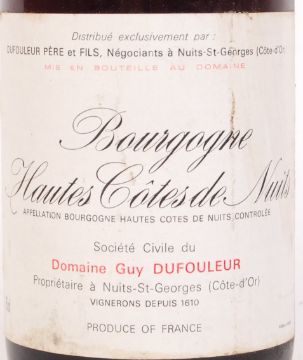 Distribué exclusivement par :
DUFOULEUR PÈRE et FILS, Négociants à Nuits-St-Georges (Côte-d'Or)
MIS EN BOUTEILLE AU DOMAINE
Bourgogne
Hautes Côtes de Nuits
APPELLATION BOURGOGNE HAUTES COTES DE NUITS CONTRÔLÉE
Société Civile du
Domaine Guy DUFOULEUR
Propriétaire à Nuits-St-Georges (Côte-d'Or)
VIGNERONS DEPUIS 1610
PRODUCE OF FRANCE